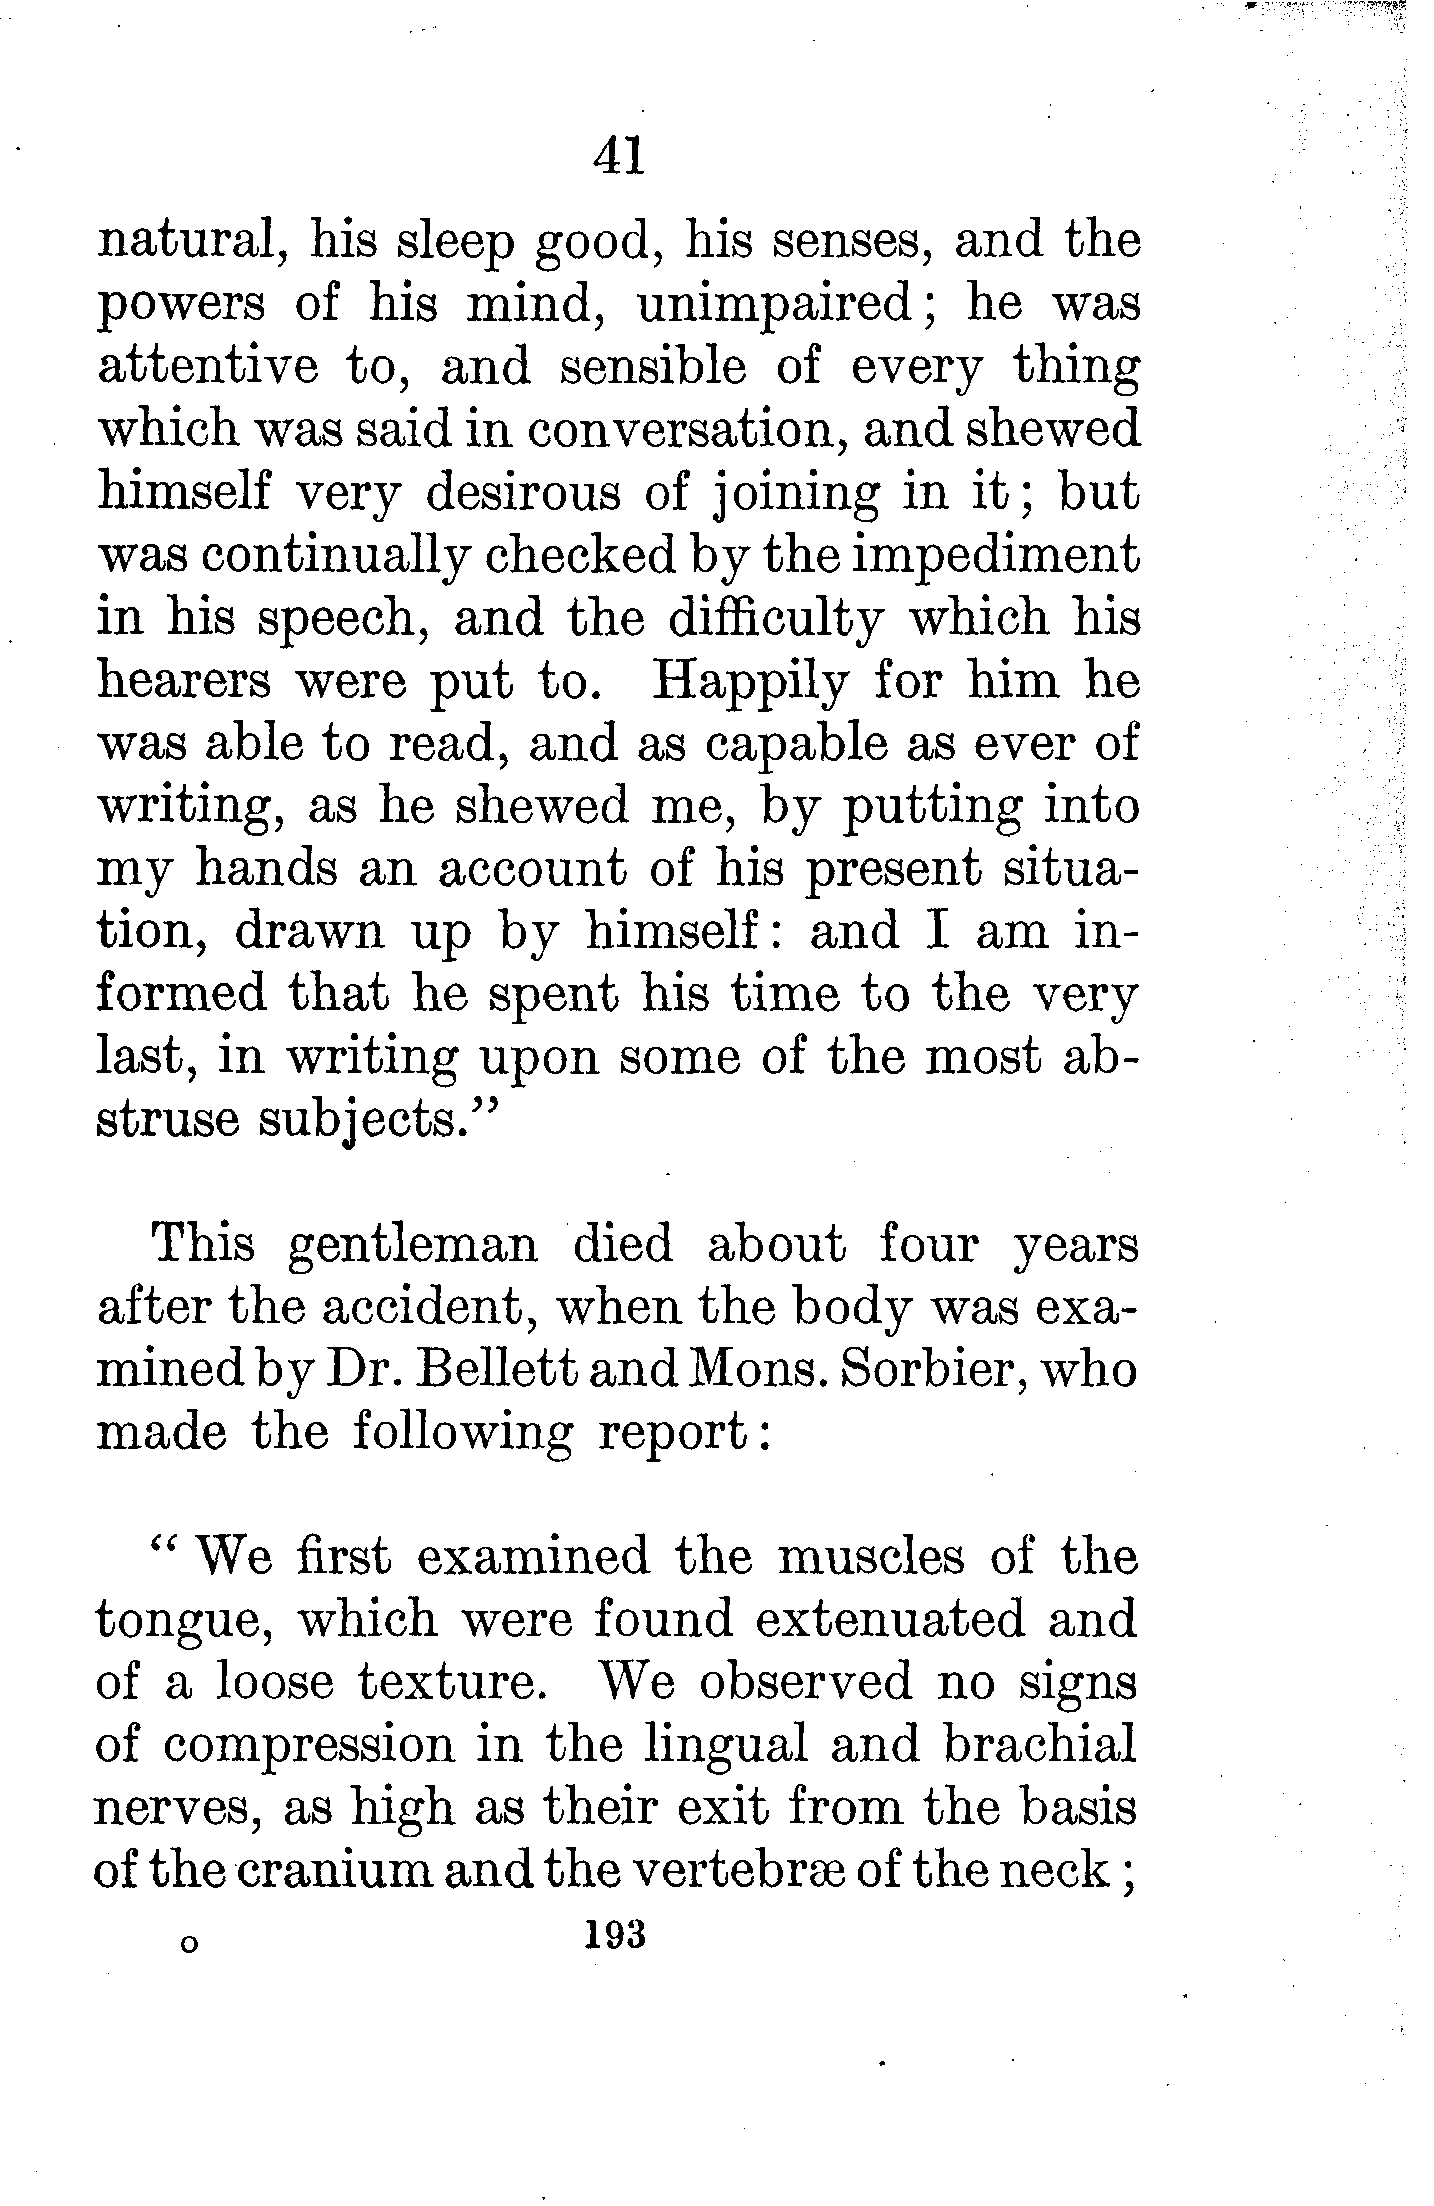 41
natural, his sleep good, his senses, and the
powers of his mind, unimpaired; he was
attentive to, and sensible of every thing
which was said in conversation, and shewed
himself very desirous of joining in it; but
was continually checked by the impediment
in his speech, and the difficulty which his
hearers were put to. Happily for him he
was able to read, and as capable as ever of
writing, as he shewed me, by putting into
my hands an account of his present situa-
tion, drawn up by himself: and I am in-
formed that he spent his time to the very
last, in writing upon some of the most ab-
struse subjects.”
This gentleman died about four years
after the accident, when the body was exa-
mined by Dr. Bellett and Mons. Sorbier, who
made the following report:
“ We first examined the muscles of the
tongue, which were found extenuated and
of a loose texture. We observed no signs
of compression in the lingual and brachial
nerves, as high as their exit from the basis
of the cranium and the vertebræ of the neck;
o 193